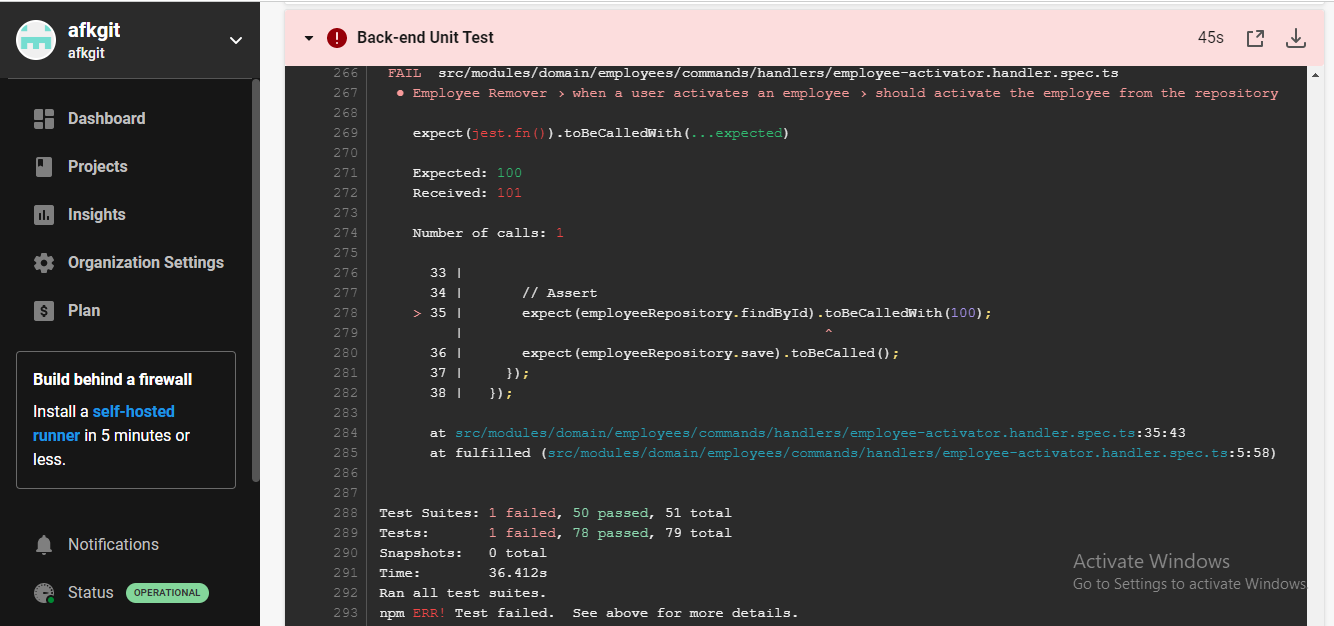 afkgit
afkgit
Dashboard
Projects
Insights
Organization Settings
$ Plan
Build behind a firewall
Install a self-hosted
runner in 5 minutes or
less.
Notifications
Status OPERATIONAL
! Back-end Unit Test 45s
266 FAIL src/modules/domain/employees/commands/handlers/employee-activator.handler.spec.ts
267 ● Employee Remover › when a user activates an employee › should activate the employee from the repository
268
269 expect(jest.fn()).toBeCalledWith(...expected)
270
271 Expected: 100
272 Received: 101
273
274 Number of calls: 1
275
276 33 |
277 34 | // Assert
278 > 35 | expect(employeeRepository.findById).toBeCalledWith(100);
279 | ^
280 36 | expect(employeeRepository.save).toBeCalled();
281 37 | });
282 38 | });
283
284 at src/modules/domain/employees/commands/handlers/employee-activator.handler.spec.ts:35:43
285 at fulfilled (src/modules/domain/employees/commands/handlers/employee-activator.handler.spec.ts:5:58)
286
287
288 Test Suites: 1 failed, 50 passed, 51 total
289 Tests: 1 failed, 78 passed, 79 total
290 Snapshots: 0 total
291 Time: 36.412s
292 Ran all test suites.
293 npm ERR! Test failed. See above for more details.
Activate Windows
Go to Settings to activate Windows